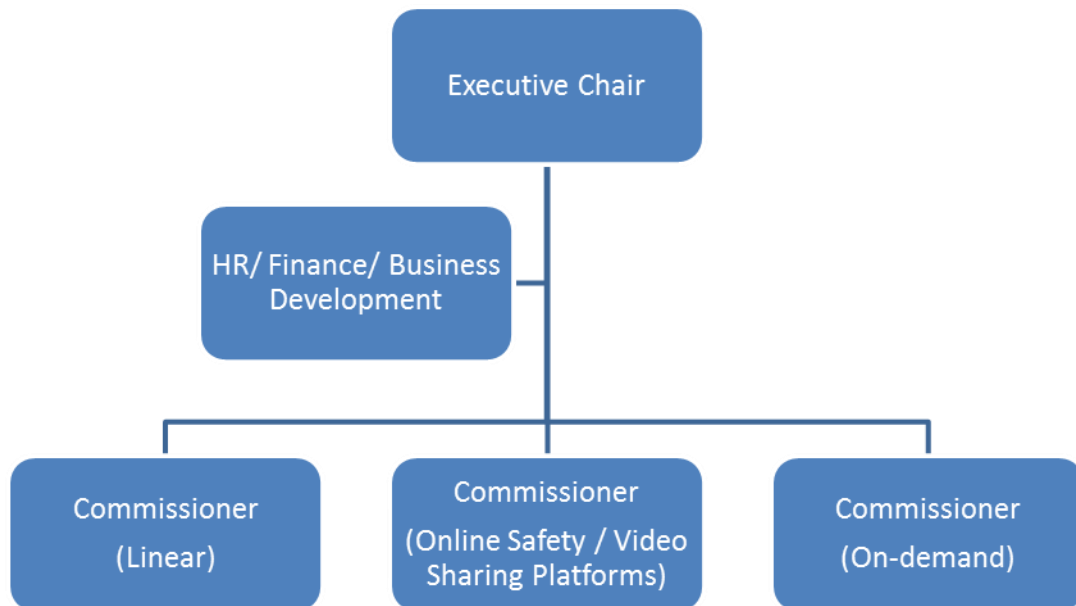 Executive Chair
HR/ Finance/ Business
Development
Commissioner
(Linear)
Commissioner
(Online Safety / Video
Sharing Platforms)
Commissioner
(On-demand)